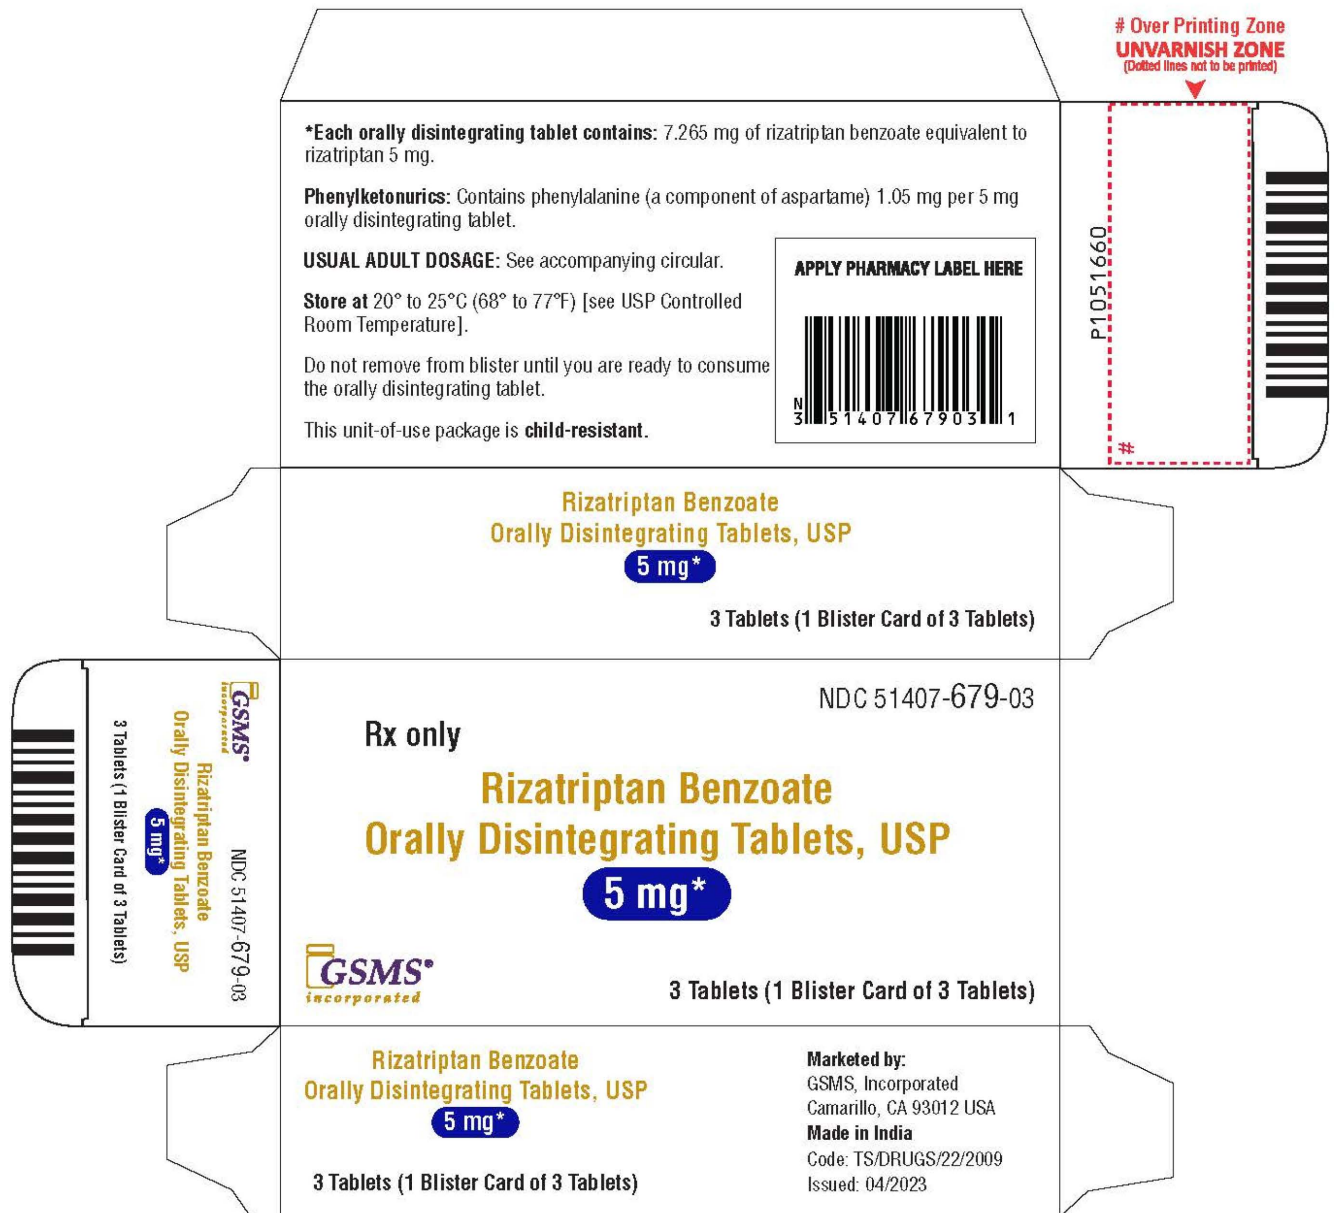 # Over Printing Zone
UNVARNISH ZONE
(Dotted lines not to be printed)
*Each orally disintegrating tablet contains: 7.265 mg of rizatriptan benzoate equivalent to
rizatriptan 5 mg.
Phenylketonurics: Contains phenylalanine (a component of aspartame) 1.05 mg per 5 mg
orally disintegrating tablet.
USUAL ADULT DOSAGE: See accompanying circular.
Store at 20° to 25°C (68° to 77°F) [see USP Controlled
Room Temperature].
Do not remove from blister until you are ready to consume
the orally disintegrating tablet.
This unit-of-use package is child-resistant.
APPLY PHARMACY LABEL HERE
N
3 51407 67903 1
P1051660
#
Rizatriptan Benzoate
Orally Disintegrating Tablets, USP
5 mg*
3 Tablets (1 Blister Card of 3 Tablets)
GSMS®
incorporated
NDC 51407-679-03
Rizatriptan Benzoate
Orally Disintegrating Tablets, USP
5 mg*
3 Tablets (1 Blister Card of 3 Tablets)
NDC 51407-679-03
Rx only
Rizatriptan Benzoate
Orally Disintegrating Tablets, USP
5 mg*
GSMS®
incorporated
3 Tablets (1 Blister Card of 3 Tablets)
Rizatriptan Benzoate
Orally Disintegrating Tablets, USP
5 mg*
3 Tablets (1 Blister Card of 3 Tablets)
Marketed by:
GSMS, Incorporated
Camarillo, CA 93012 USA
Made in India
Code: TS/DRUGS/22/2009
Issued: 04/2023